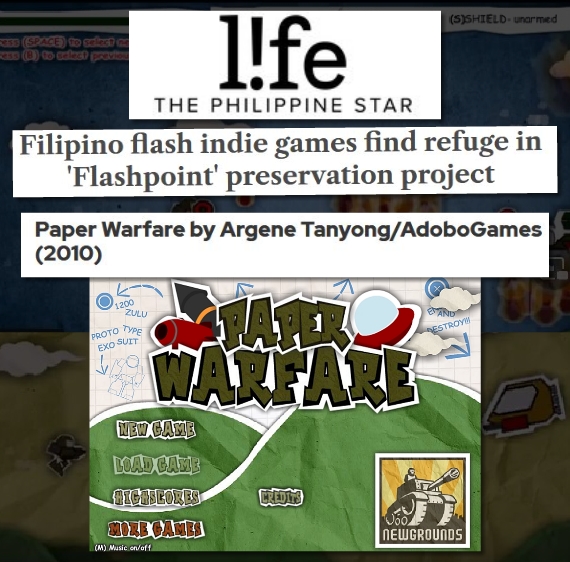 (S)SHIELD - unarmed
ress (SPACE) to select ne
ess (B) to select previou
l!fe
THE PHILIPPINE STAR
Filipino flash indie games find refuge in
'Flashpoint' preservation project
Paper Warfare by Argene Tanyong/AdoboGames
(2010)
1200
ZULU
PROTO TYPE
EXO SUIT
AND
DESTROY!!!
PAPER
WARFARE
NEW GAME
LOAD GAME
HIGHSCORES
CREDITS
MORE GAMES
NEWGROUNDS
(M) Music on/off